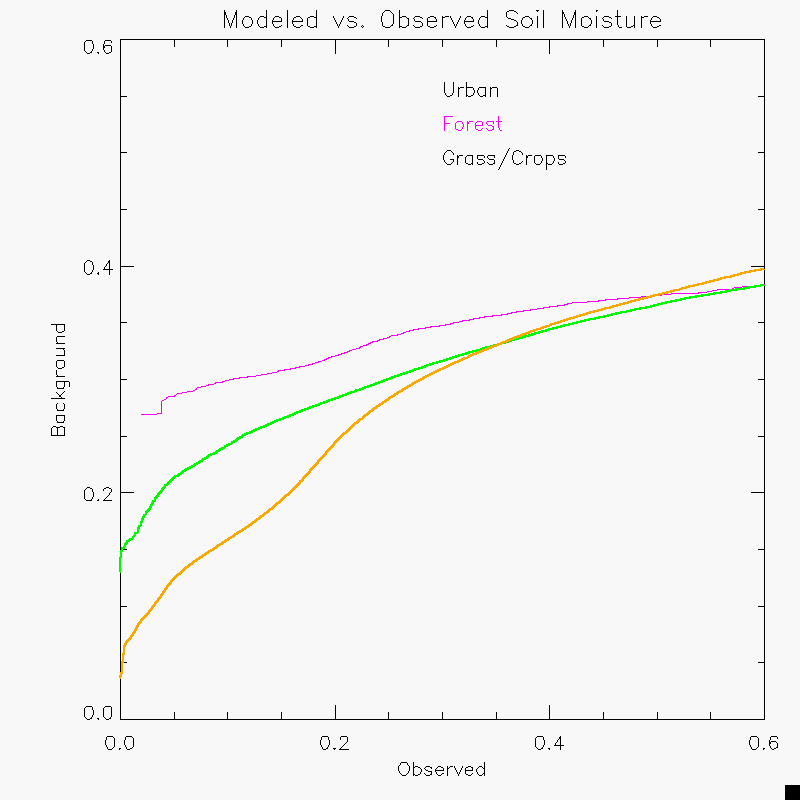 Modeled vs. Observed Soil Moisture
0.6
Urban
Forest
Grass/Crops
0.4
Background
0.2
0.0
0.0 0.2 0.4 0.6
Observed